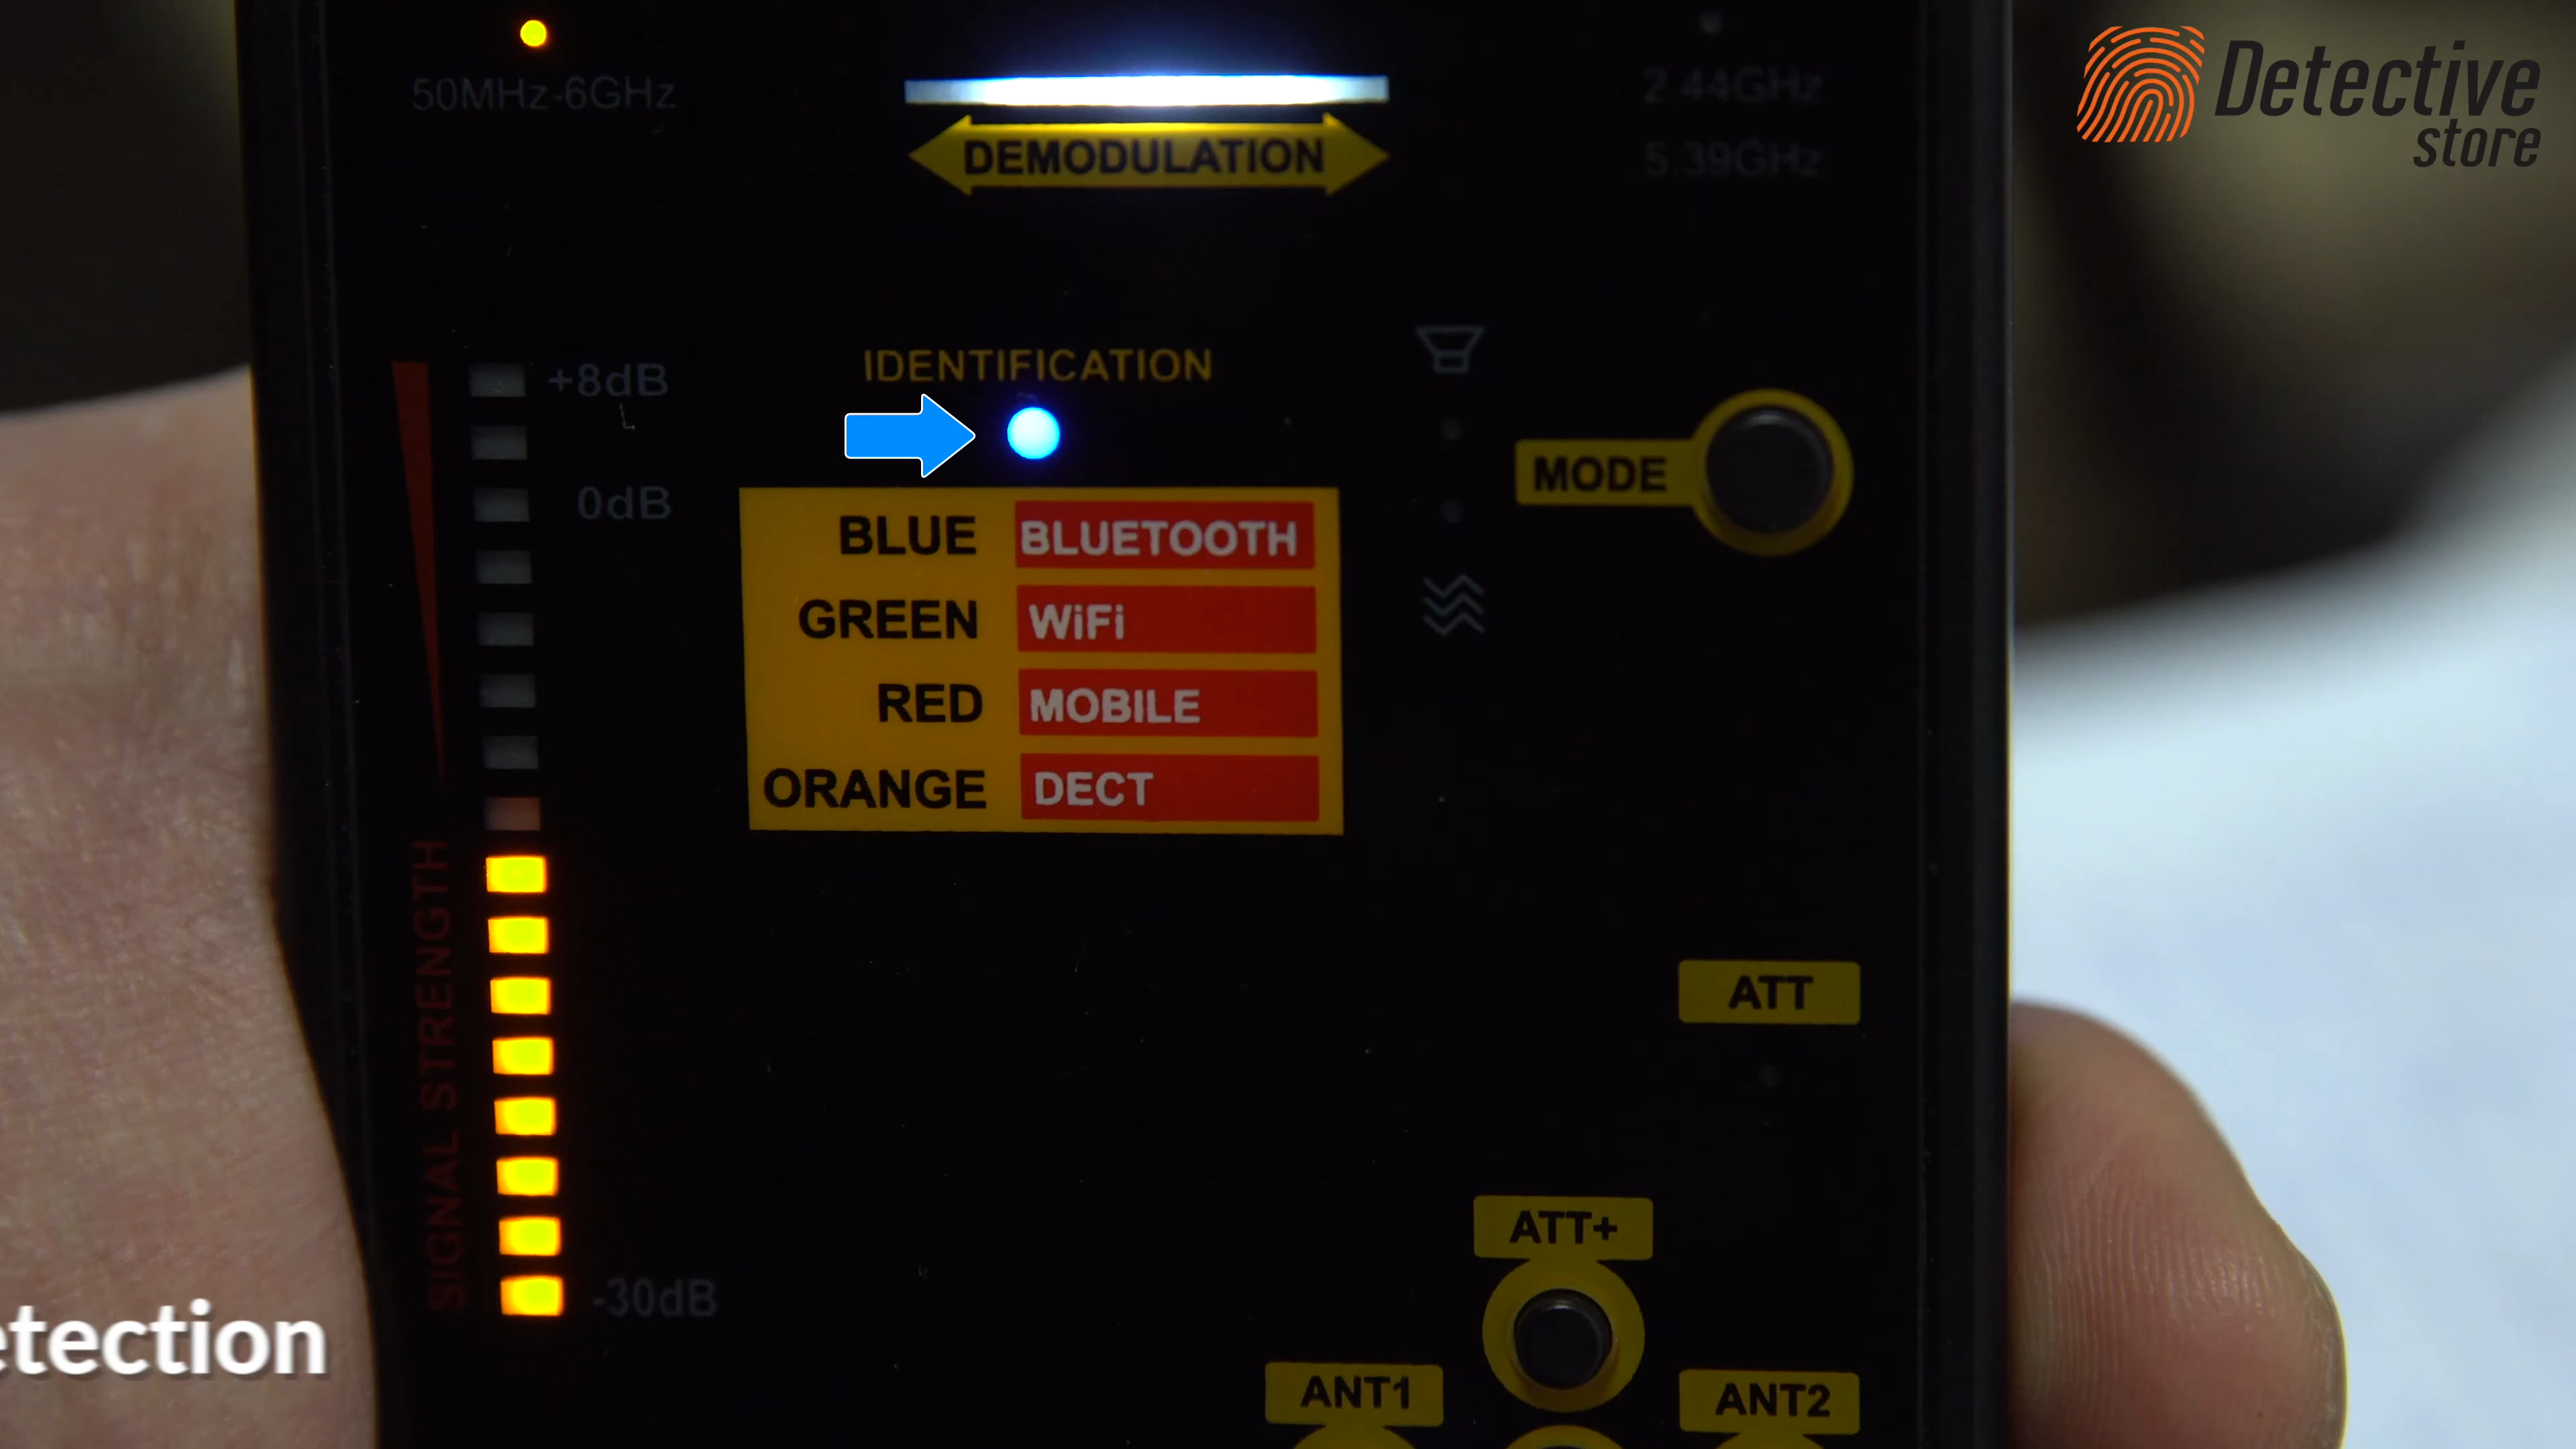 50MHz-6GHz
DEMODULATION
2.44GHz
5.39GHz
Detective
store
IDENTIFICATION
+8dB
0dB
MODE
BLUE BLUETOOTH
GREEN WiFi
RED MOBILE
ORANGE DECT
SIGNAL STRENGTH
ATT
ATT+
-30dB
etection
ANT1
ANT2